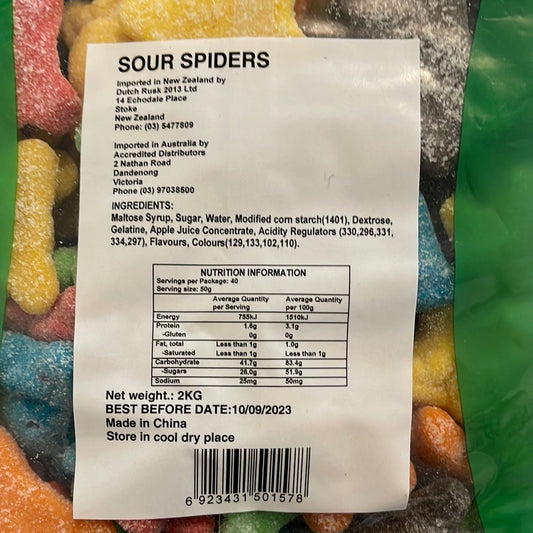 SOUR SPIDERS
Imported in New Zealand by
Dutch Rusk 2013 Ltd
14 Echodale Place
Stoke
New Zealand
Phone: (03) 5477809
Imported in Australia by
Accredited Distributors
2 Nathan Road
Dandenong
Victoria
Phone (03) 97038500
INGREDIENTS:
Maltose Syrup, Sugar, Water, Modified corn starch(1401), Dextrose,
Gelatine, Apple Juice Concentrate, Acidity Regulators (330,296,331,
334,297), Flavours, Colours(129,133,102,110).
NUTRITION INFORMATION
Servings per Package: 40
Serving size: 50g
Average Quantity Average Quantity
per Serving per 100g
Energy 755kJ 1510kJ
Protein 1.6g 3.1g
-Gluten 0g 0g
Fat, total Less than 1g 1.0g
-Saturated Less than 1g Less than 1g
Carbohydrate 41.7g 83.4g
-Sugars 26.0g 51.9g
Sodium 25mg 50mg
Net weight.: 2KG
BEST BEFORE DATE:10/09/2023
Made in China
Store in cool dry place
6 923431 501578